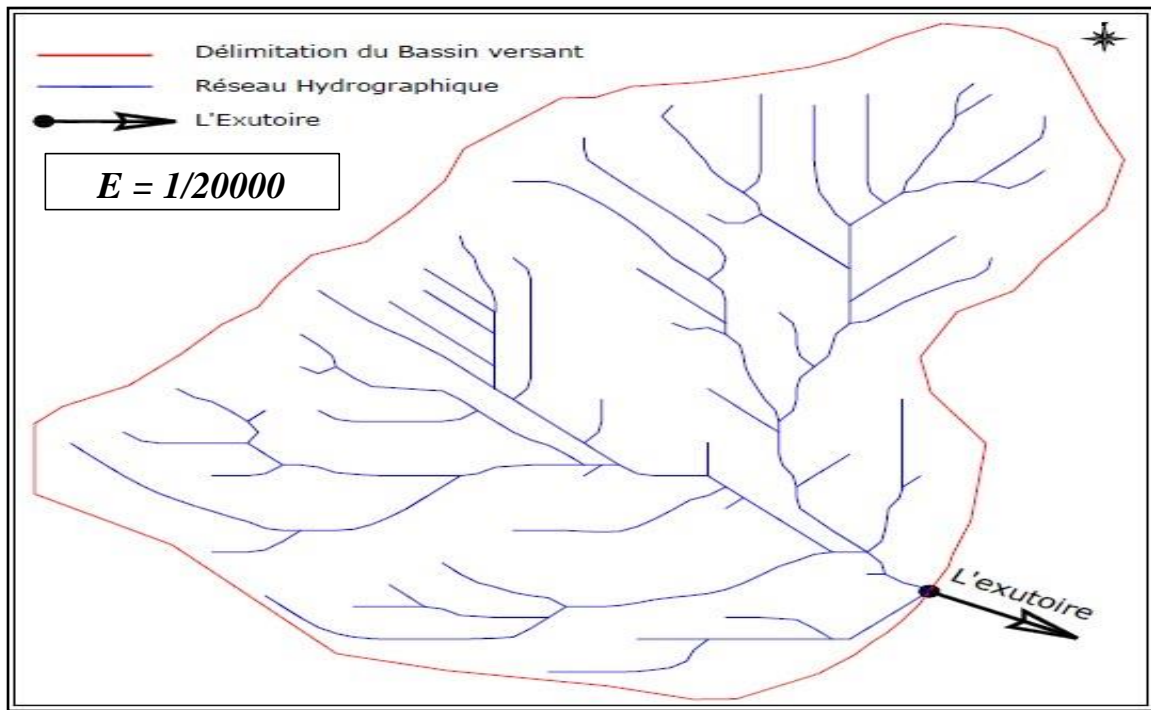 Délimitation du Bassin versant
Réseau Hydrographique
L'Exutoire
E = 1/20000
L'exutoire